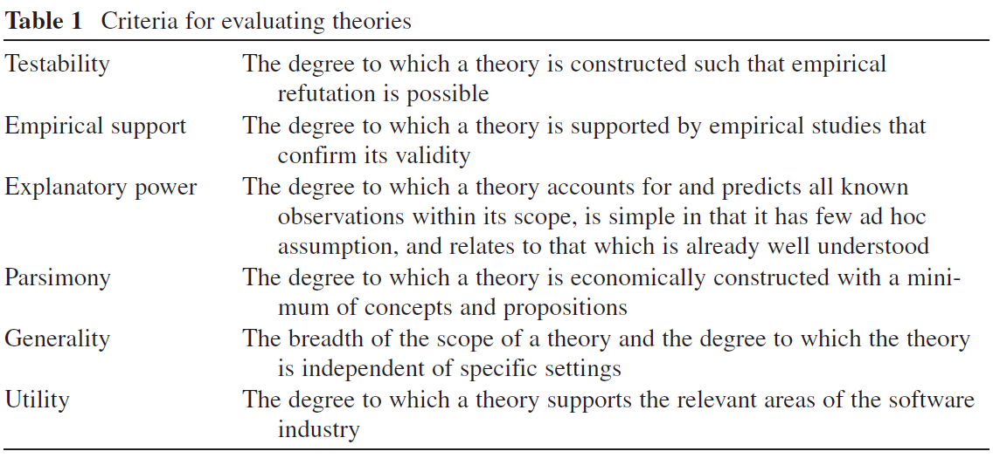 Table 1 Criteria for evaluating theories
Testability The degree to which a theory is constructed such that empirical
refutation is possible
Empirical support The degree to which a theory is supported by empirical studies that
confirm its validity
Explanatory power The degree to which a theory accounts for and predicts all known
observations within its scope, is simple in that it has few ad hoc
assumption, and relates to that which is already well understood
Parsimony The degree to which a theory is economically constructed with a mini-
mum of concepts and propositions
Generality The breadth of the scope of a theory and the degree to which the theory
is independent of specific settings
Utility The degree to which a theory supports the relevant areas of the software
industry